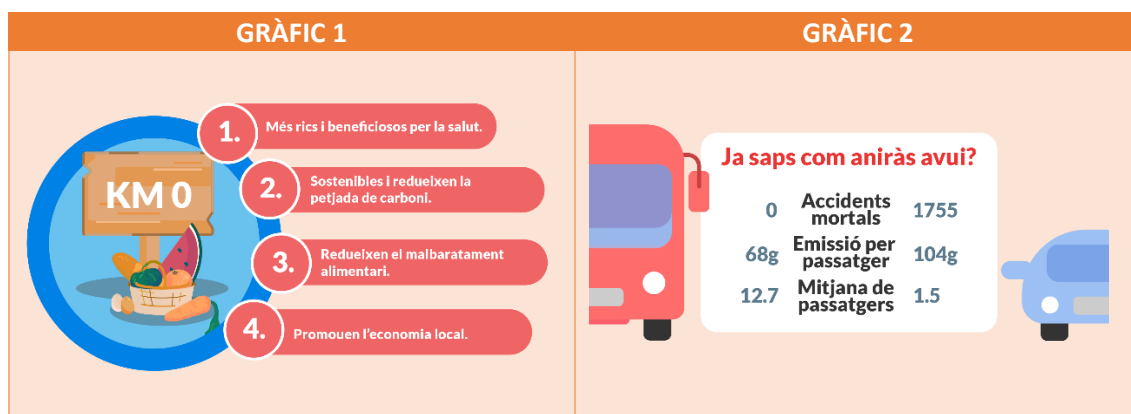 GRÀFIC 1
KM 0
1.
Més rics i beneficiosos per la salut.
2.
Sostenibles i redueixen la
petjada de carboni.
3.
Redueixen el malbaratament
alimentari.
4.
Promouen l’economia local.
GRÀFIC 2
Ja saps com aniràs avui?
0 Accidents mortals 1755
68g Emissió per passatger 104g
12.7 Mitjana de passatgers 1.5